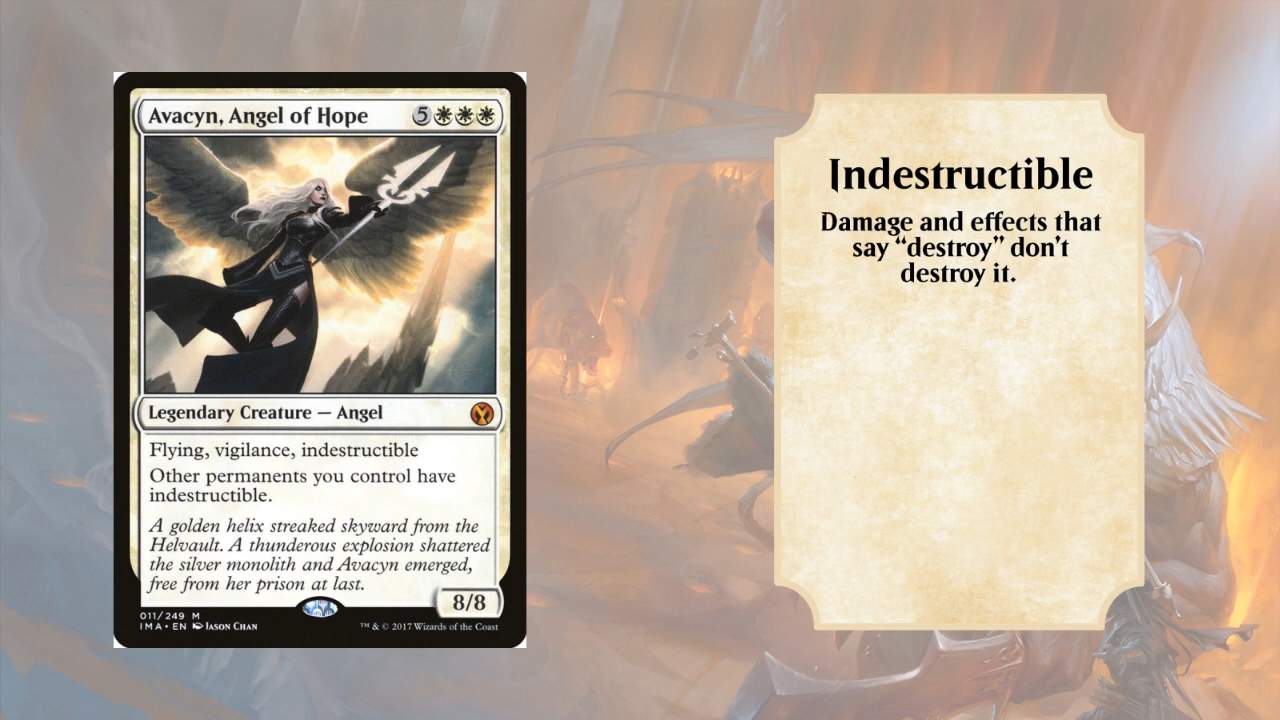 Avacyn, Angel of Hope 5
Legendary Creature — Angel
Flying, vigilance, indestructible
Other permanents you control have
indestructible.
A golden helix streaked skyward from the
Helvault. A thunderous explosion shattered
the silver monolith and Avacyn emerged,
free from her prison at last.
8/8
011/249 M
IMA • EN Jason Chan
™ & © 2017 Wizards of the Coast
Indestructible
Damage and effects that
say “destroy” don’t
destroy it.